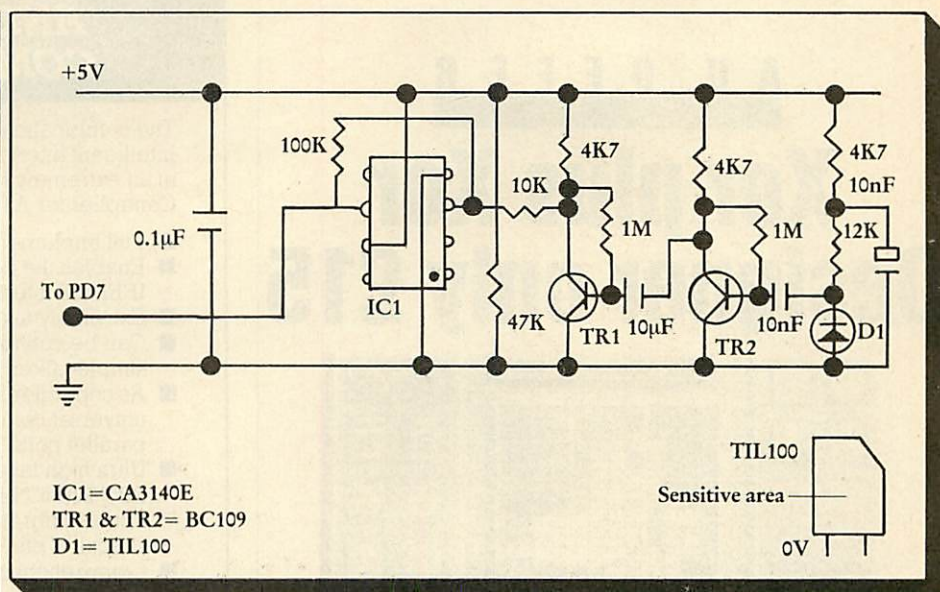 +5V
100K
4K7
4K7
4K7
10nF
10K
1M
1M
12K
0.1µF
To PD7
IC1
47K
TR1
10µF
TR2
10nF
D1
TIL100
Sensitive area
0V
IC1=CA3140E
TR1 & TR2= BC109
D1= TIL100